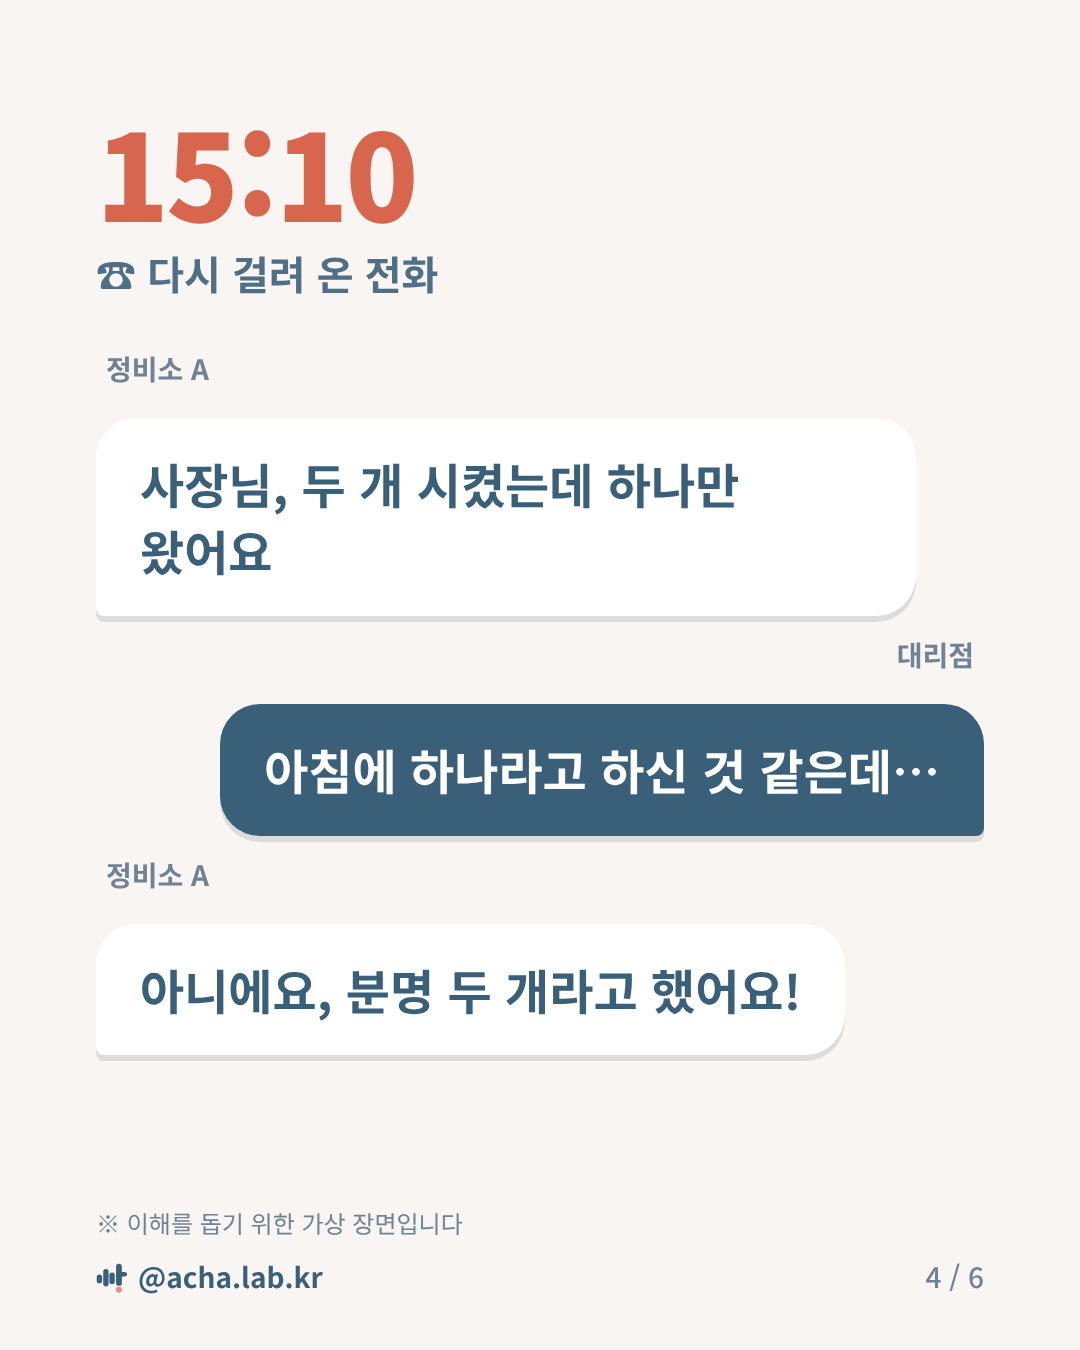 15:10
☎ 다시 걸려 온 전화
정비소 A
사장님, 두 개 시켰는데 하나만
왔어요
대리점
아침에 하나라고 하신 것 같은데…
정비소 A
아니에요, 분명 두 개라고 했어요!
※ 이해를 돕기 위한 가상 장면입니다
@acha.lab.kr
4 / 6